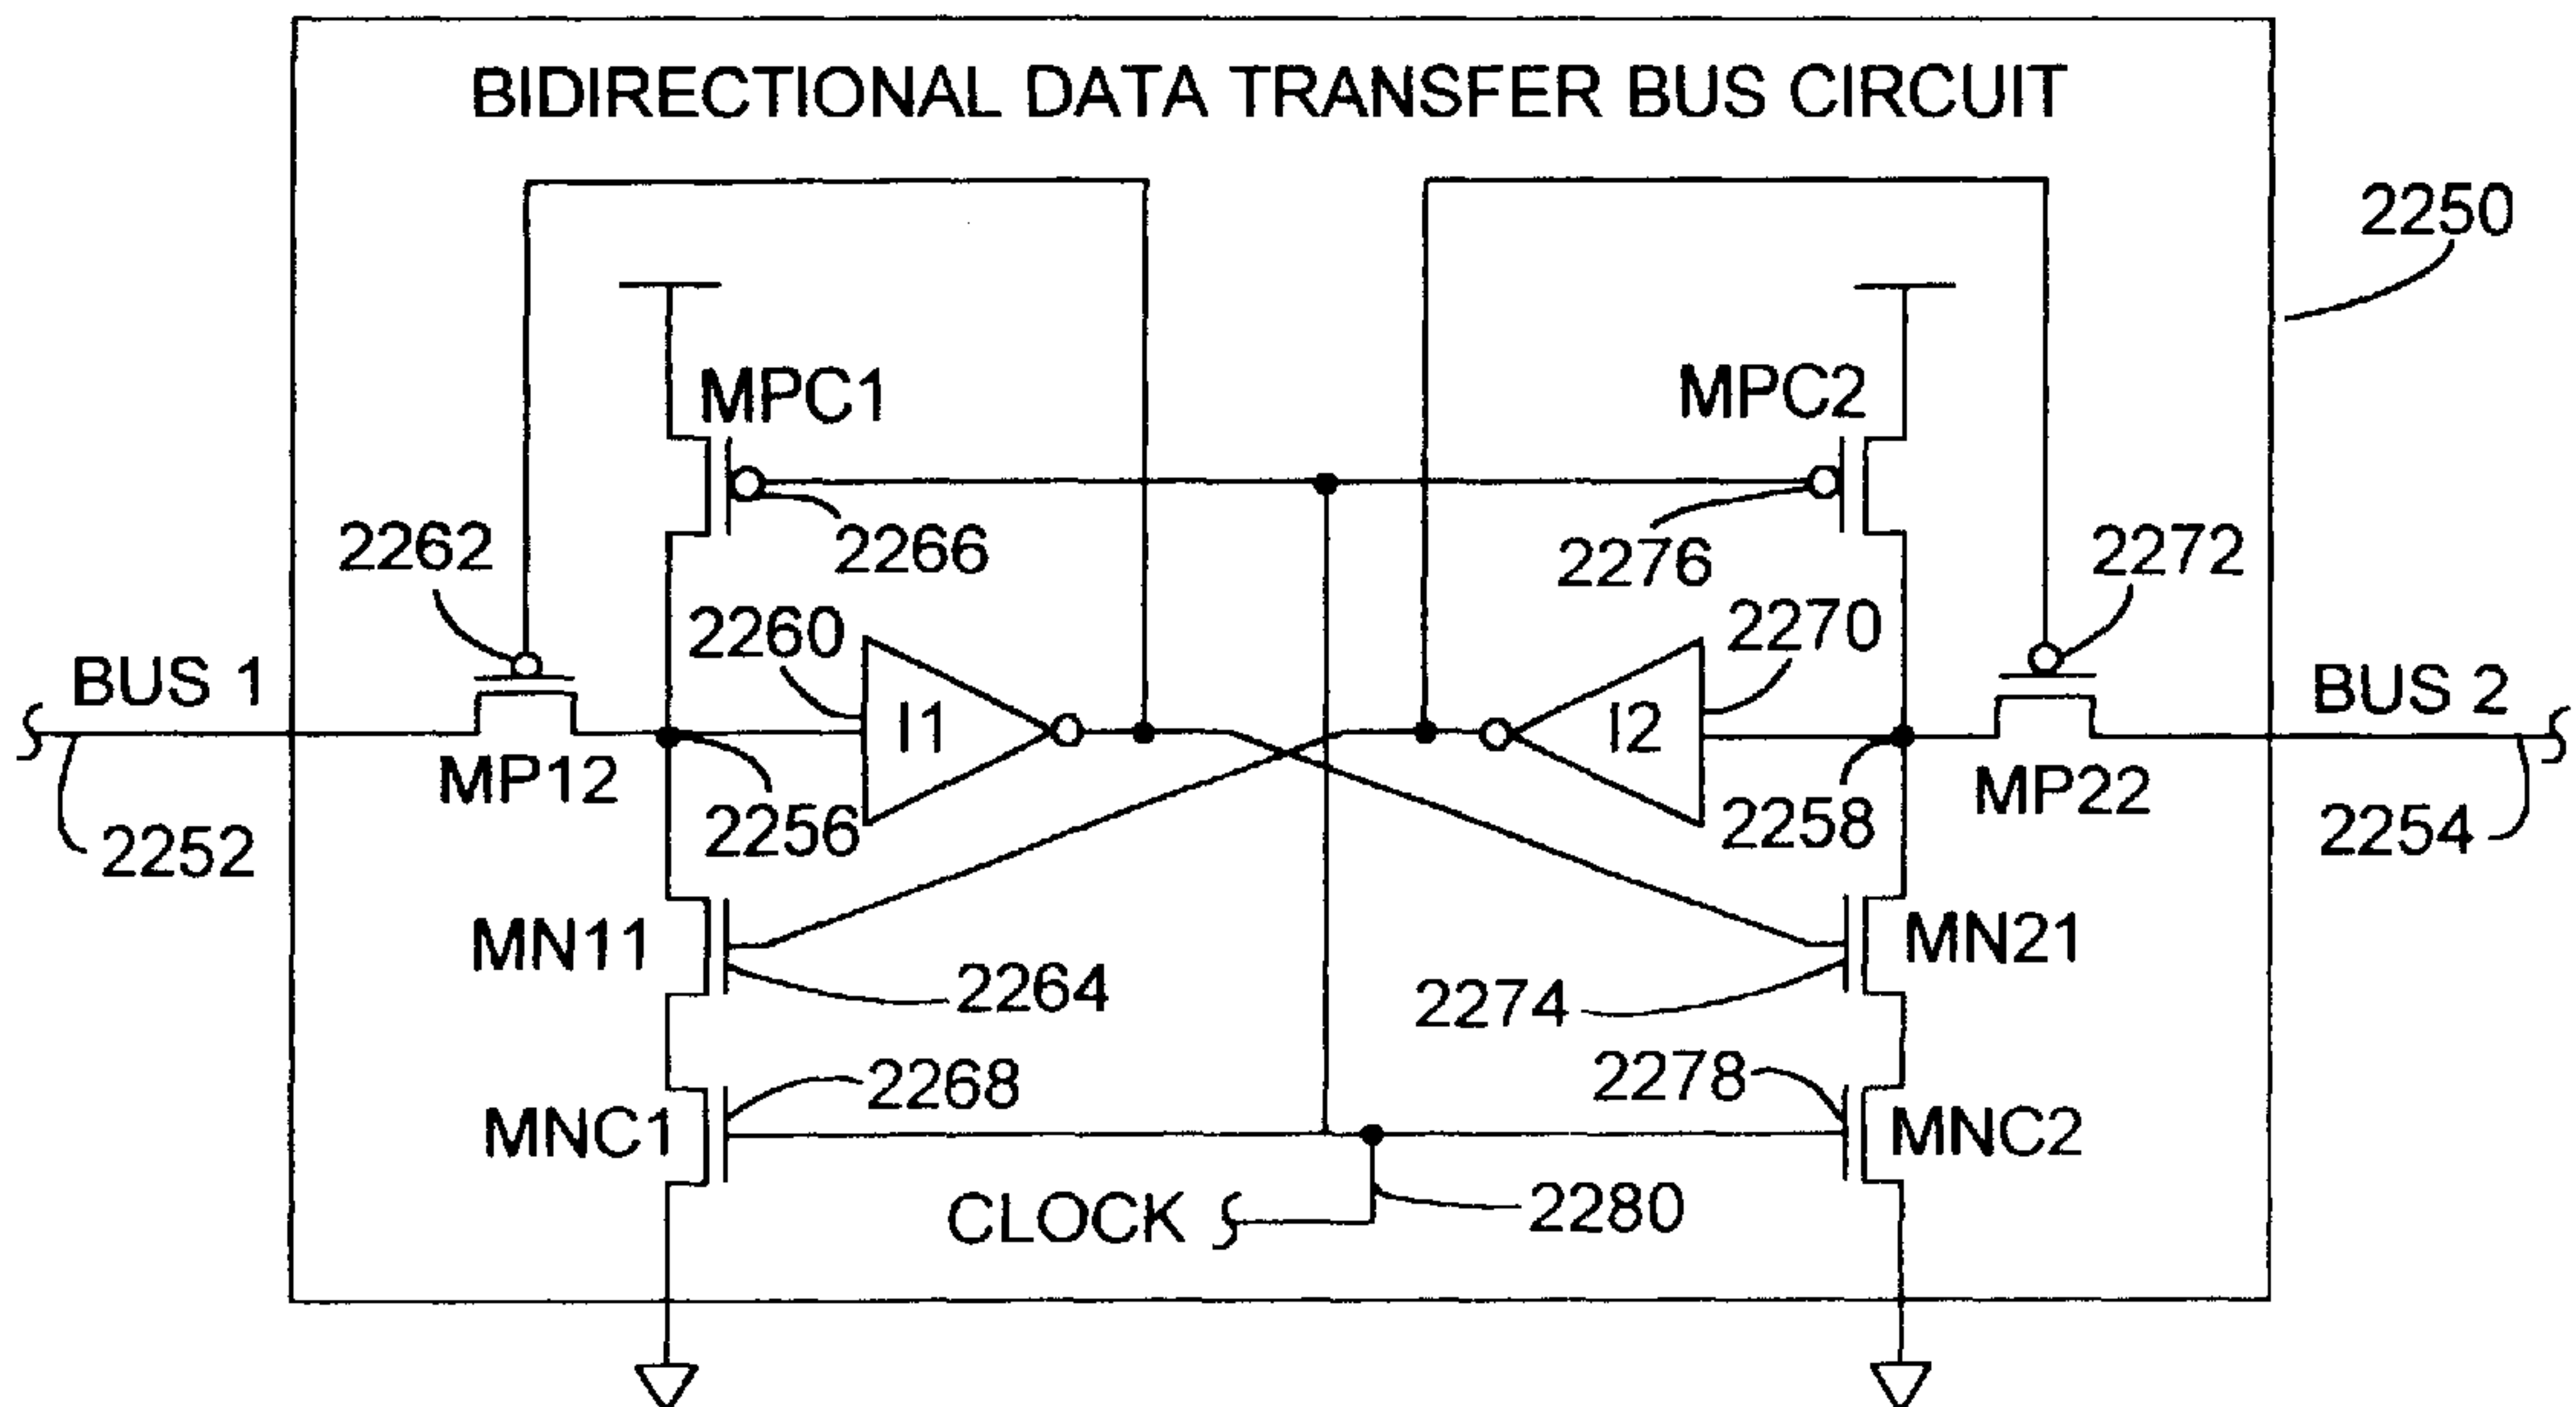 BIDIRECTIONAL DATA TRANSFER BUS CIRCUIT
2250
MPC1
MPC2
2262
2266
2276
2272
2260
2270
BUS 1
I1
I2
BUS 2
MP12
2256
2258
MP22
2252
2254
MN11
MN21
2264
2274
2268
2278
MNC1
MNC2
CLOCK
2280